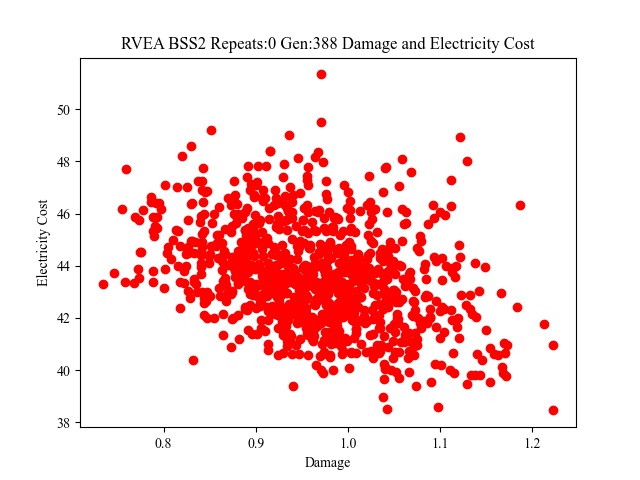 RVEA BSS2 Repeats:0 Gen:388 Damage and Electricity Cost
50
48
46
44
42
40
38
Electricity Cost
0.8 0.9 1.0 1.1 1.2
Damage